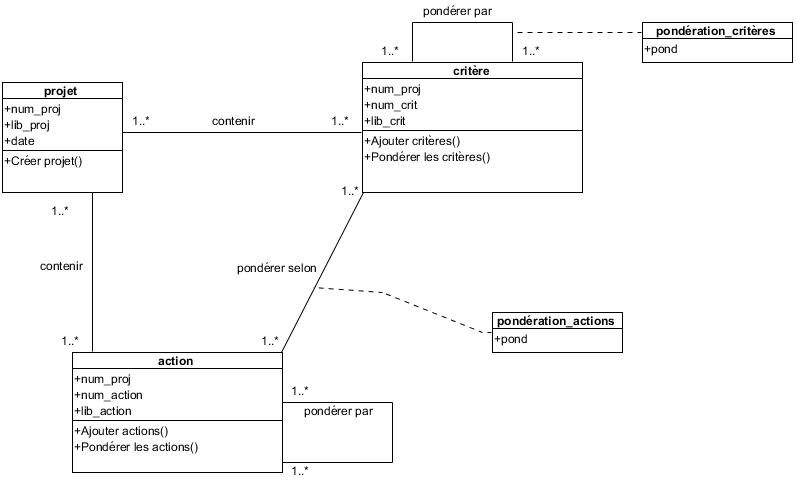 pondérer par
1..*
1..*
pondération_critères
+pond
critère
+num_proj
+num_crit
+lib_crit
+Ajouter critères()
+Pondérer les critères()
projet
+num_proj
+lib_proj
+date
+Créer projet()
1..*
contenir
1..*
1..*
1..*
contenir
1..*
pondérer selon
1..*
pondération_actions
+pond
action
+num_proj
+num_action
+lib_action
+Ajouter actions()
+Pondérer les actions()
1..*
pondérer par
1..*